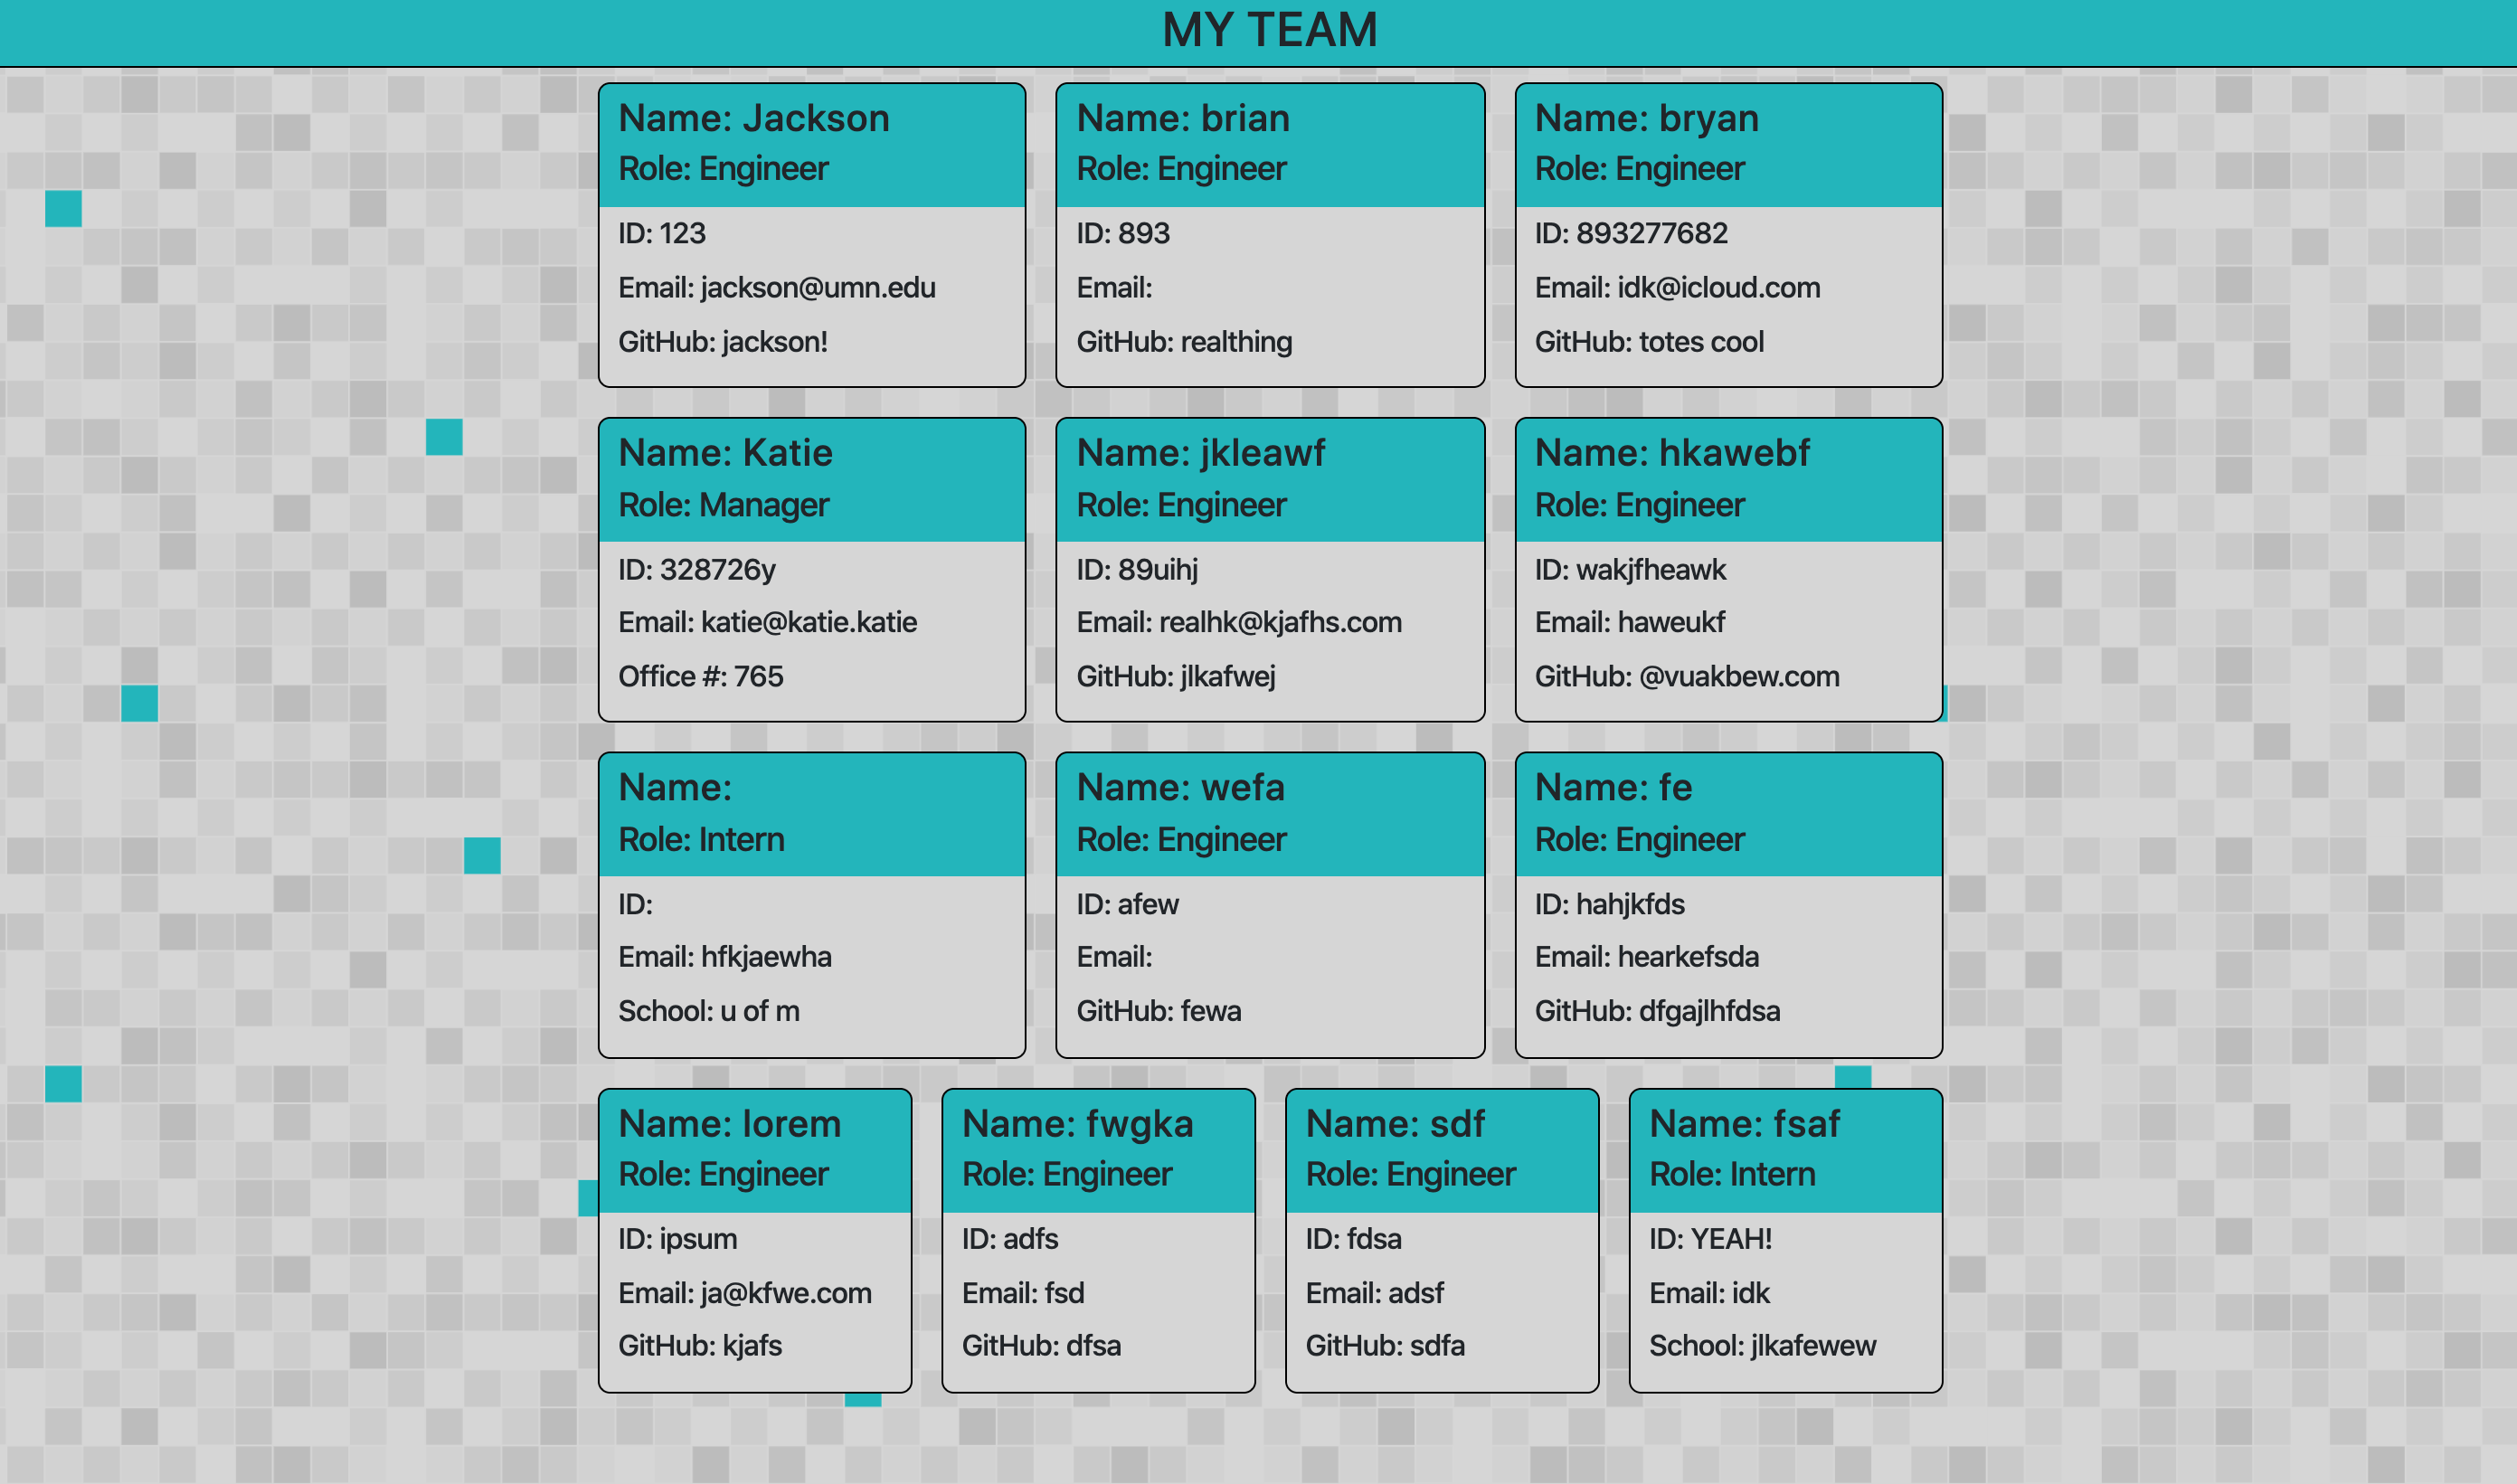 MY TEAM
Name: Jackson
Role: Engineer
ID: 123
Email: jackson@umn.edu
GitHub: jackson!
Name: brian
Role: Engineer
ID: 893
Email:
GitHub: realthing
Name: bryan
Role: Engineer
ID: 893277682
Email: idk@icloud.com
GitHub: totes cool
Name: Katie
Role: Manager
ID: 328726y
Email: katie@katie.katie
Office #: 765
Name: jkleawf
Role: Engineer
ID: 89uihj
Email: realhk@kjafhs.com
GitHub: jlkafwej
Name: hkawebf
Role: Engineer
ID: wakjfheawk
Email: haweukf
GitHub: @vuakbew.com
Name:
Role: Intern
ID:
Email: hfkjaewha
School: u of m
Name: wefa
Role: Engineer
ID: afew
Email:
GitHub: fewa
Name: fe
Role: Engineer
ID: hahjkfds
Email: hearkefsda
GitHub: dfgajlhfdsa
Name: lorem
Role: Engineer
ID: ipsum
Email: ja@kfwe.com
GitHub: kjafs
Name: fwgka
Role: Engineer
ID: adfs
Email: fsd
GitHub: dfsa
Name: sdf
Role: Engineer
ID: fdsa
Email: adsf
GitHub: sdfa
Name: fsaf
Role: Intern
ID: YEAH!
Email: idk
School: jlkafewew